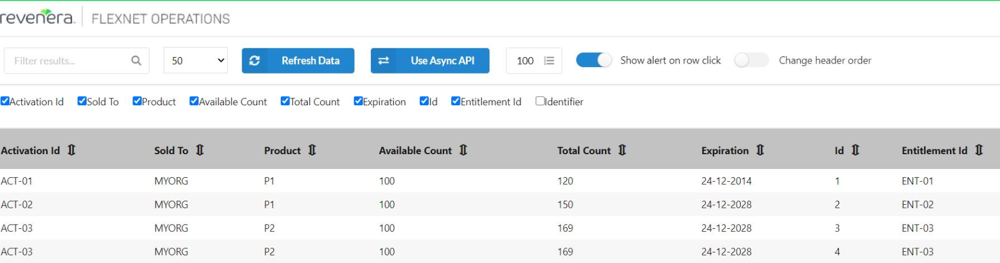 revenera. FLEXNET OPERATIONS
Filter results... 50 Refresh Data Use Async API 100 Show alert on row click Change header order
Activation Id Sold To Product Available Count Total Count Expiration Id Entitlement Id Identifier
Activation Id Sold To Product Available Count Total Count Expiration Id Entitlement Id
ACT-01 MYORG P1 100 120 24-12-2014 1 ENT-01
ACT-02 MYORG P1 100 150 24-12-2028 2 ENT-02
ACT-03 MYORG P2 100 169 24-12-2028 3 ENT-03
ACT-03 MYORG P2 100 169 24-12-2028 4 ENT-03